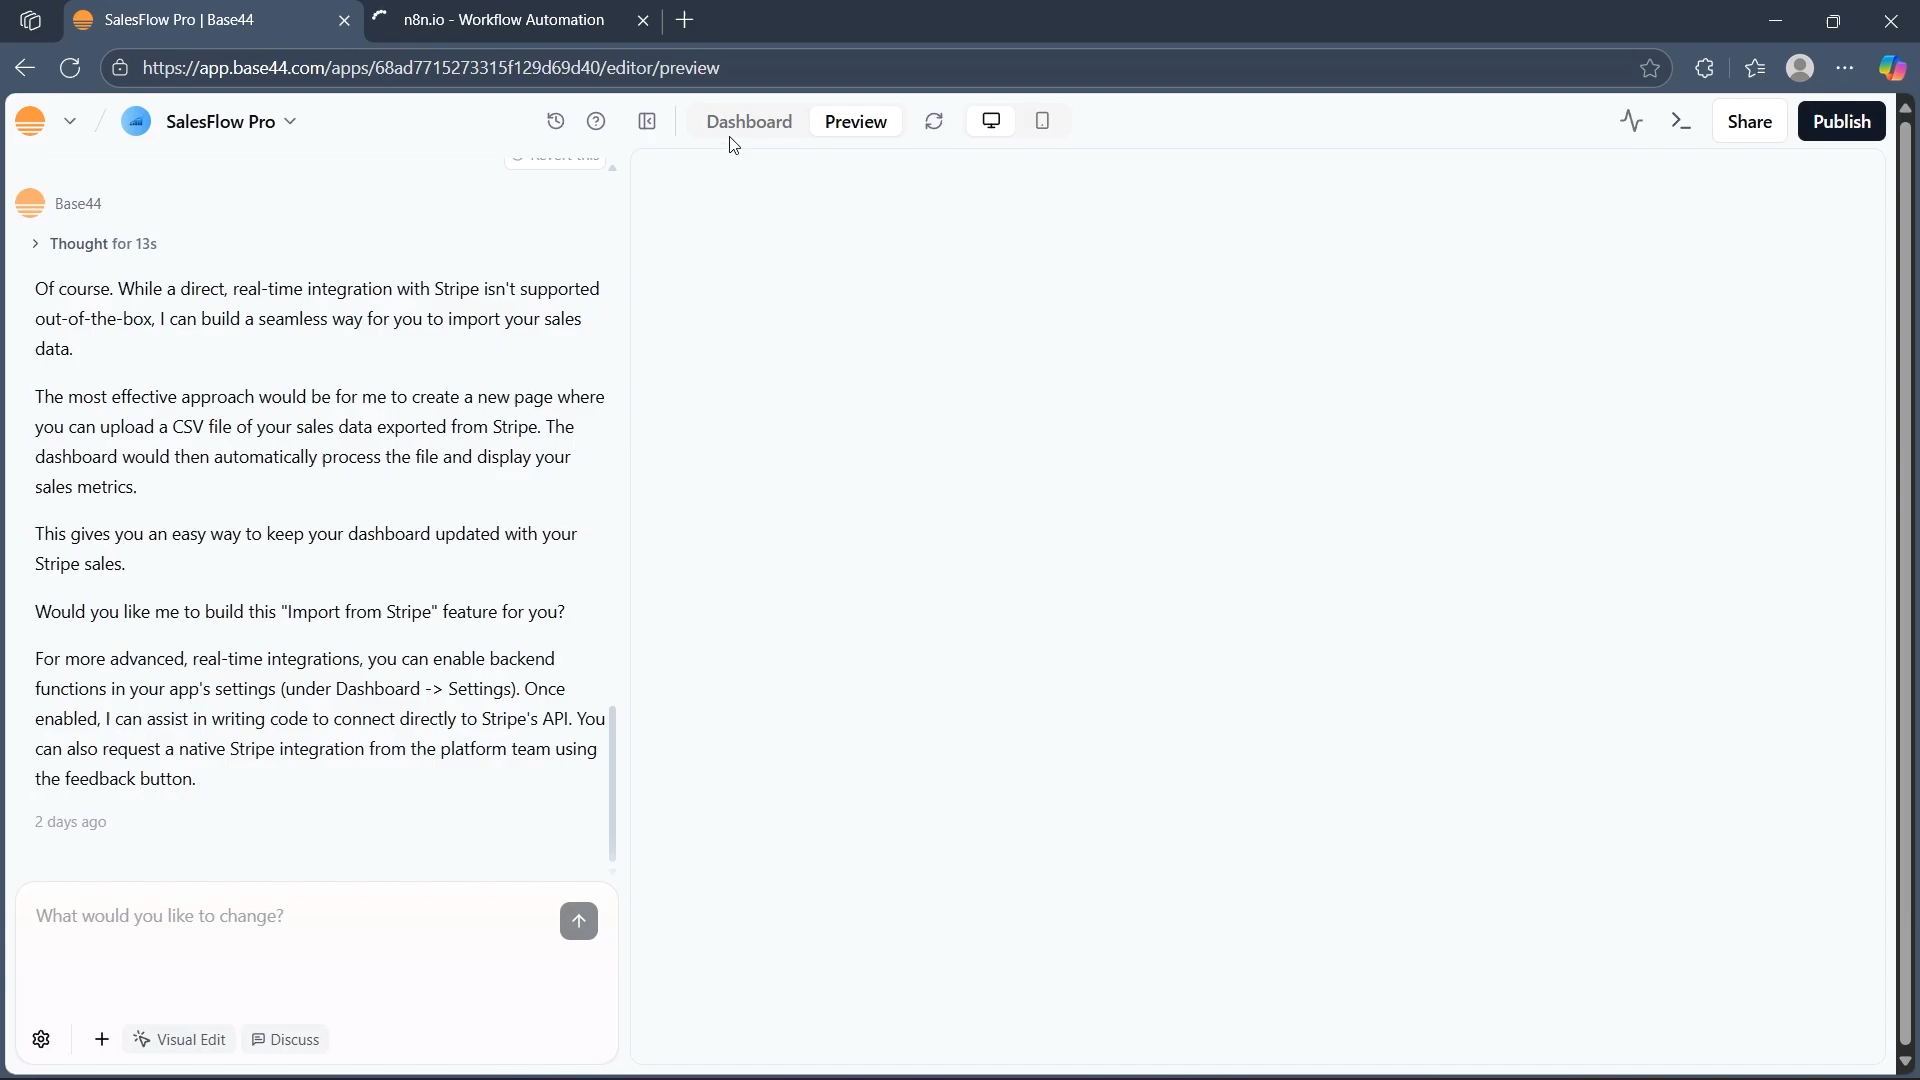 SalesFlow Pro | Base44
n8n.io - Workflow Automation
https://app.base44.com/apps/68ad7715273315f129d69d40/editor/preview
SalesFlow Pro
Dashboard
Preview
Share
Publish
Base44
Thought for 13s
Of course. While a direct, real-time integration with Stripe isn't supported
out-of-the-box, I can build a seamless way for you to import your sales
data.
The most effective approach would be for me to create a new page where
you can upload a CSV file of your sales data exported from Stripe. The
dashboard would then automatically process the file and display your
sales metrics.
This gives you an easy way to keep your dashboard updated with your
Stripe sales.
Would you like me to build this "Import from Stripe" feature for you?
For more advanced, real-time integrations, you can enable backend
functions in your app's settings (under Dashboard -> Settings). Once
enabled, I can assist in writing code to connect directly to Stripe's API. You
can also request a native Stripe integration from the platform team using
the feedback button.
2 days ago
What would you like to change?
Visual Edit
Discuss